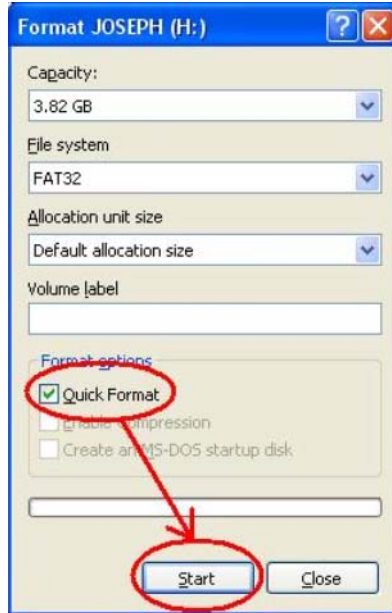 Format JOSEPH (H:)
Capacity:
3.82 GB
File system
FAT32
Allocation unit size
Default allocation size
Volume label
Format options
Quick Format
Enable Compression
Create an MS-DOS startup disk
Start Close